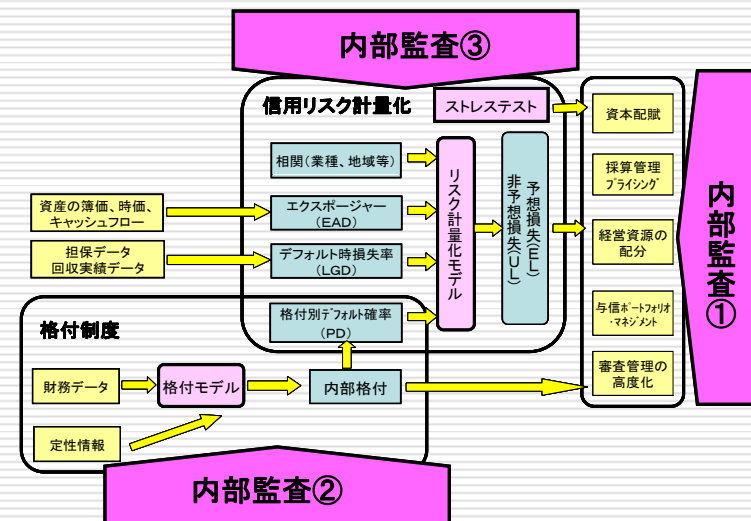 内部監査③
信用リスク計量化
ストレステスト
資本配賦
相関(業種、地域等)
採算管理
プライシング
資産の簿価、時価、
キャッシュフロー
エクスポージャー
(EAD)
リスク計量化モデル
予想損失(EL)
非予想損失(UL)
経営資源の
配分
内部監査①
担保データ
回収実績データ
デフォルト時損失率
(LGD)
格付制度
格付別デフォルト確率
(PD)
与信ポートフォリオ
・マネジメント
財務データ
格付モデル
内部格付
審査管理の
高度化
定性情報
内部監査②